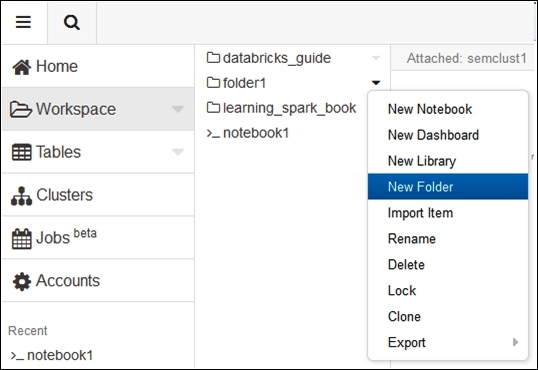 Home
Workspace
Tables
Clusters
Jobs beta
Accounts
Recent
>_ notebook1
databricks_guide
folder1
learning_spark_book
>_ notebook1
Attached: semclust1
New Notebook
New Dashboard
New Library
New Folder
Import Item
Rename
Delete
Lock
Clone
Export